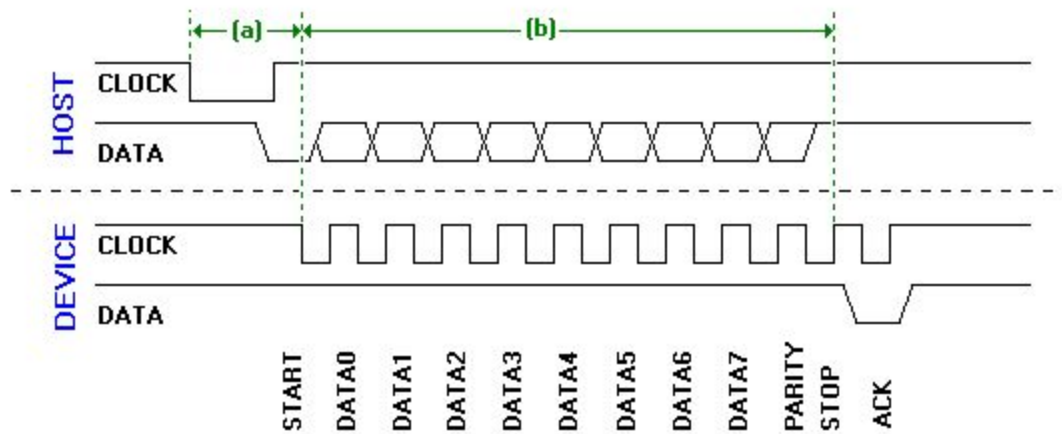 (a)
(b)
HOST
CLOCK
DATA
DEVICE
CLOCK
DATA
START
DATA0
DATA1
DATA2
DATA3
DATA4
DATA5
DATA6
DATA7
PARITY
STOP
ACK